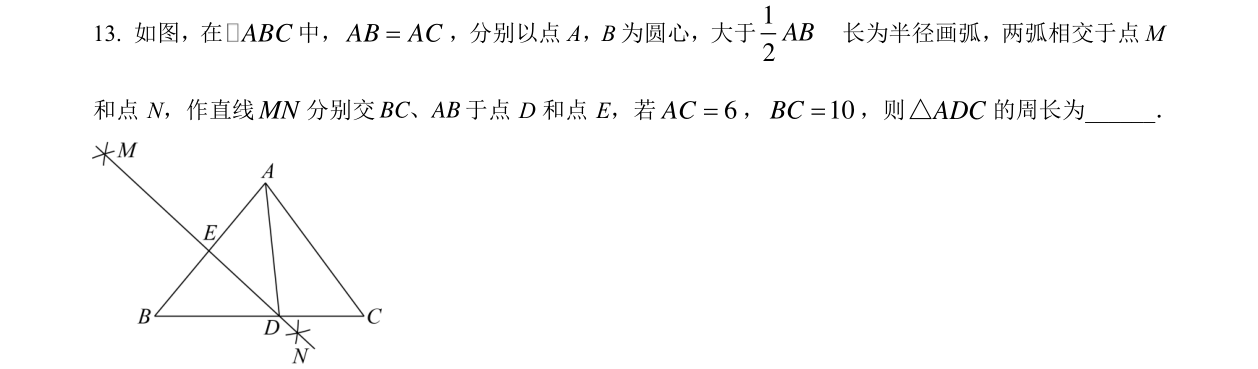 13. 如图，在□ABC中，AB = AC，分别以点 A，B 为圆心，大于 1/2 AB 长为半径画弧，两弧相交于点 M
和点 N，作直线 MN 分别交 BC、AB 于点 D 和点 E，若 AC = 6，BC = 10，则△ADC 的周长为______．
M
A
E
B
D
C
N